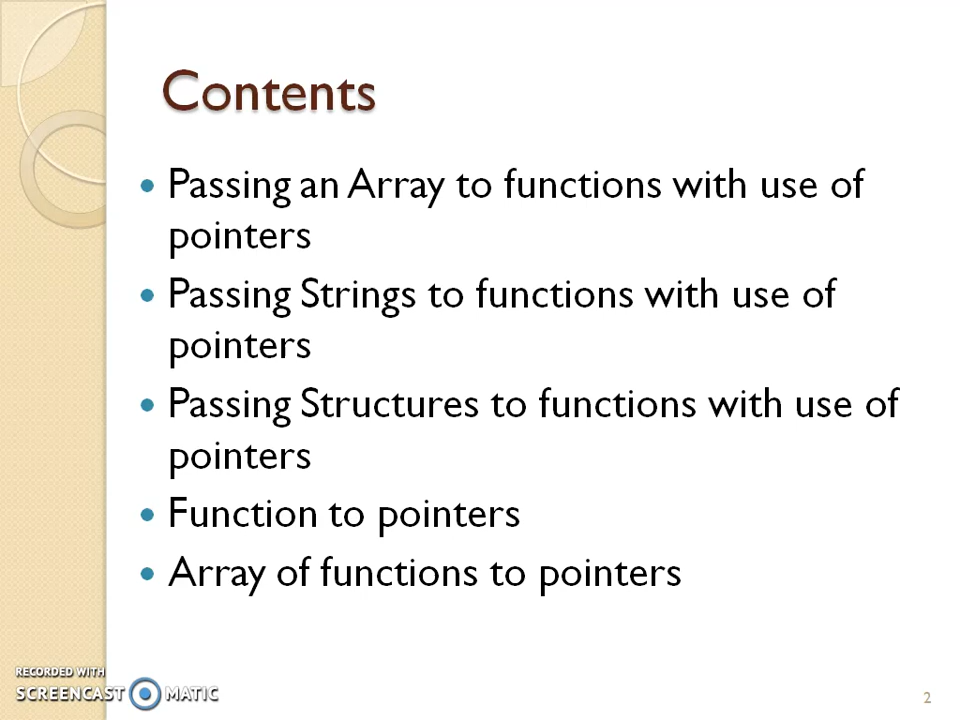 Contents
Passing an Array to functions with use of
pointers
Passing Strings to functions with use of
pointers
Passing Structures to functions with use of
pointers
Function to pointers
Array of functions to pointers
RECORDED WITH
SCREENCAST MATIC
2